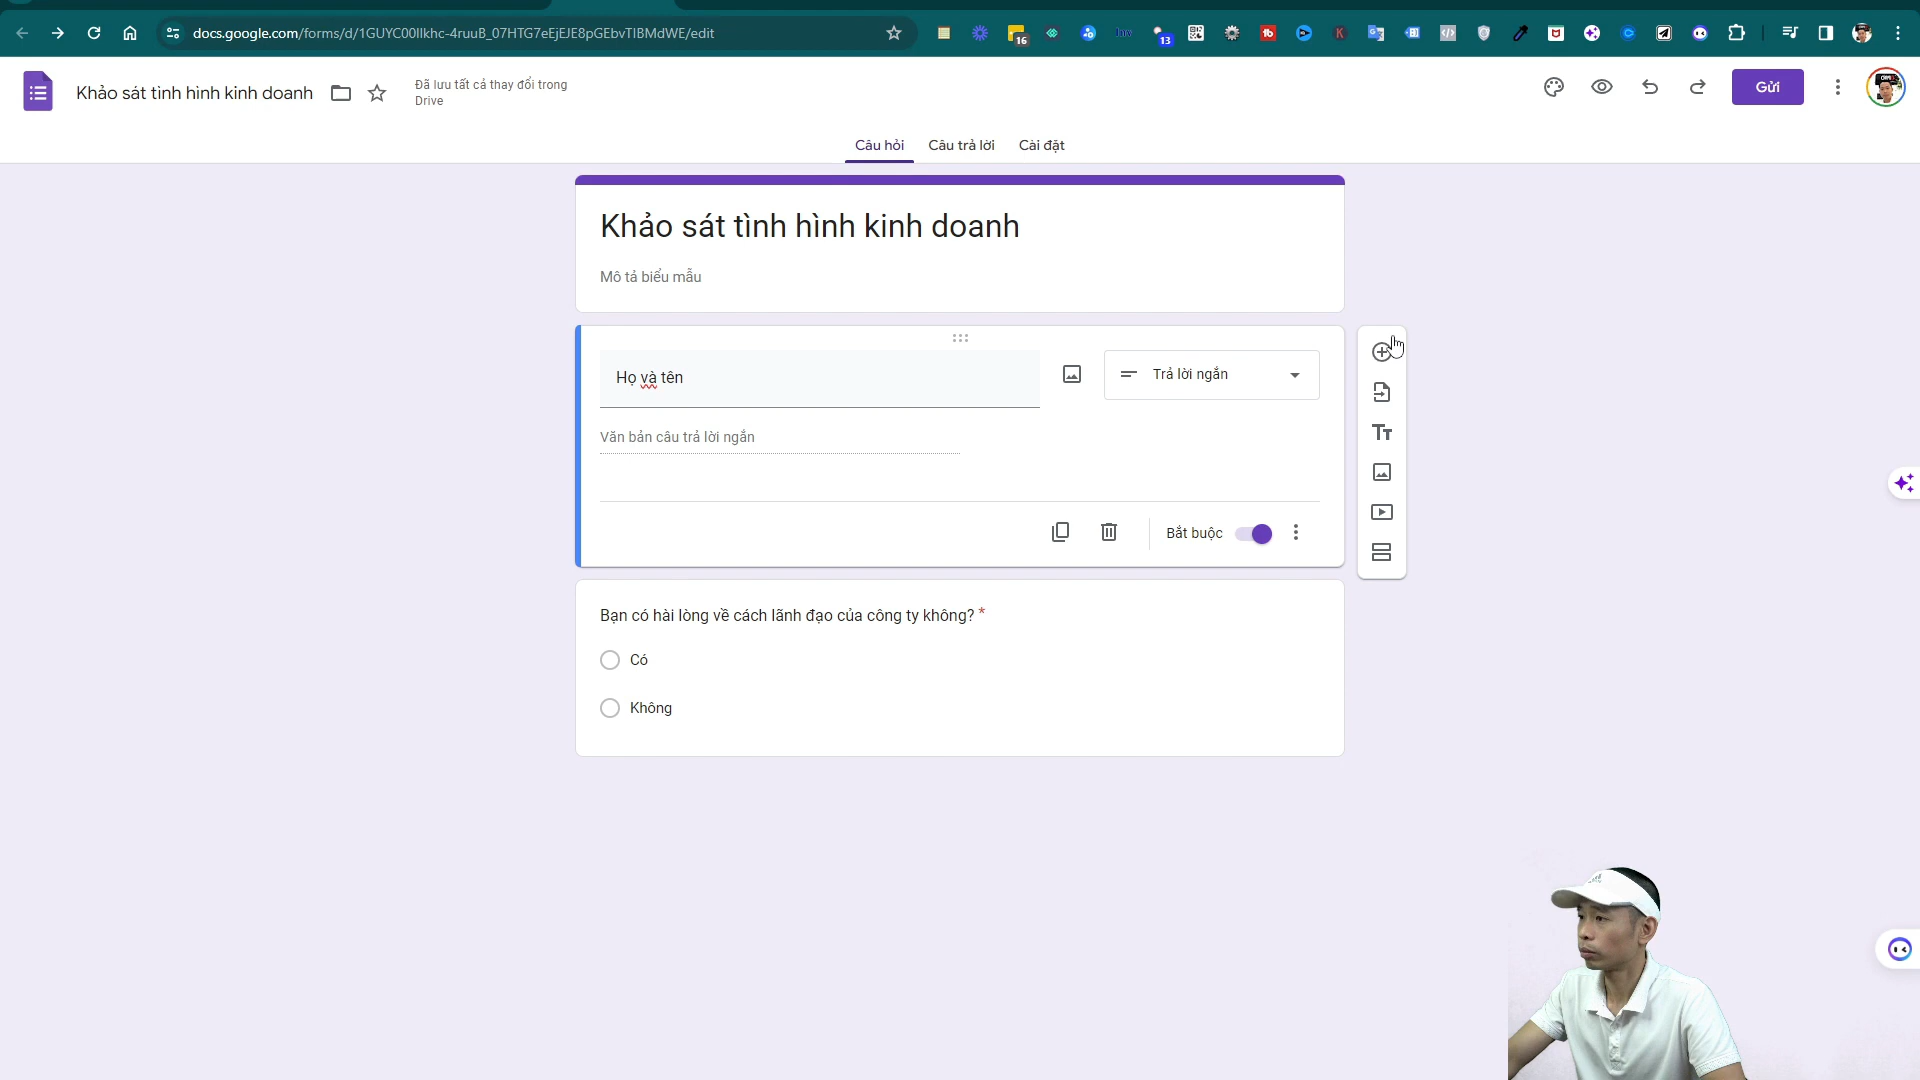 docs.google.com/forms/d/1GUYC00IIkhc-4ruuB_07HTG7eEjEJE8pGEbvTIBMdWE/edit
16
13
Khảo sát tình hình kinh doanh
Đã lưu tất cả thay đổi trong
Drive
Gửi
Câu hỏi
Câu trả lời
Cài đặt
Khảo sát tình hình kinh doanh
Mô tả biểu mẫu
Họ và tên
Trả lời ngắn
Văn bản câu trả lời ngắn
Bắt buộc
Bạn có hài lòng về cách lãnh đạo của công ty không? *
Có
Không